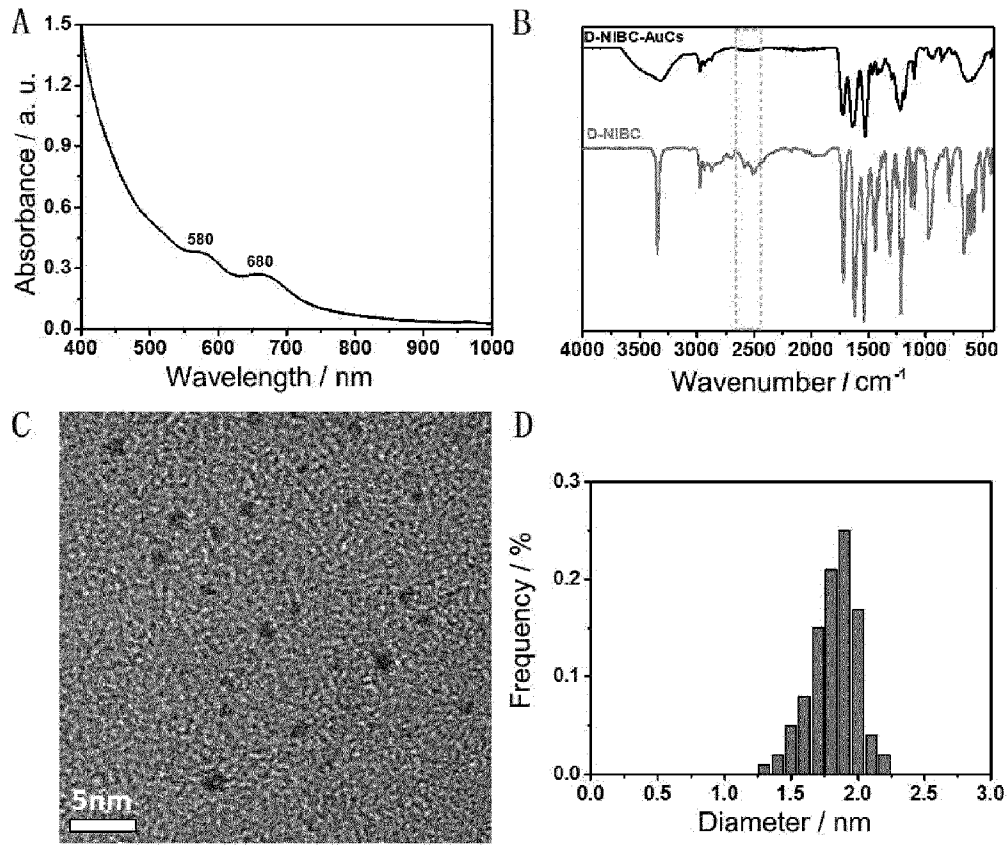 A
1.5
1.2
0.9
0.6
0.3
0.0
580
680
400 500 600 700 800 900 1000
Absorbance / a. u.
Wavelength / nm
B
D-NIBC-AuCs
D-NIBC
4000 3500 3000 2500 2000 1500 1000 500
Wavenumber / cm⁻¹
C
5nm
D
0.3
0.2
0.1
0.0
0.0 0.5 1.0 1.5 2.0 2.5 3.0
Frequency / %
Diameter / nm